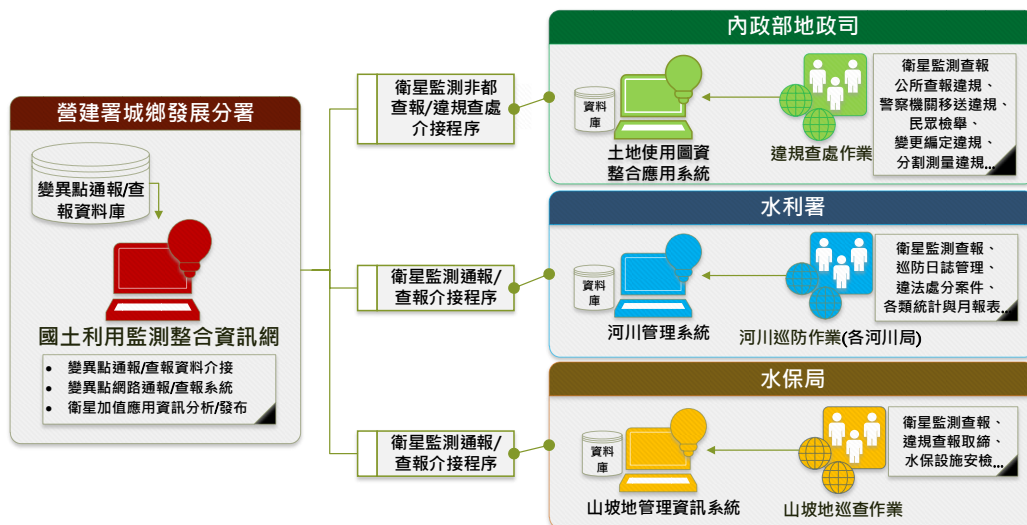 營建署城鄉發展分署
變異點通報/查
報資料庫
國土利用監測整合資訊網
• 變異點通報/查報資料介接
• 變異點網路通報/查報系統
• 衛星加值應用資訊分析/發布
衛星監測非都
查報/違規查處
介接程序
衛星監測通報/
查報介接程序
衛星監測通報/
查報介接程序
內政部地政司
資料
庫
土地使用圖資
整合應用系統
違規查處作業
衛星監測查報
公所查報違規、
警察機關移送違規、
民眾檢舉、
變更編定違規、
分割測量違規...
水利署
資料
庫
河川管理系統
河川巡防作業(各河川局)
衛星監測查報、
巡防日誌管理、
違法處分案件、
各類統計與月報表...
水保局
資料
庫
山坡地管理資訊系統
山坡地巡查作業
衛星監測查報、
違規查報取締、
水保設施安檢...